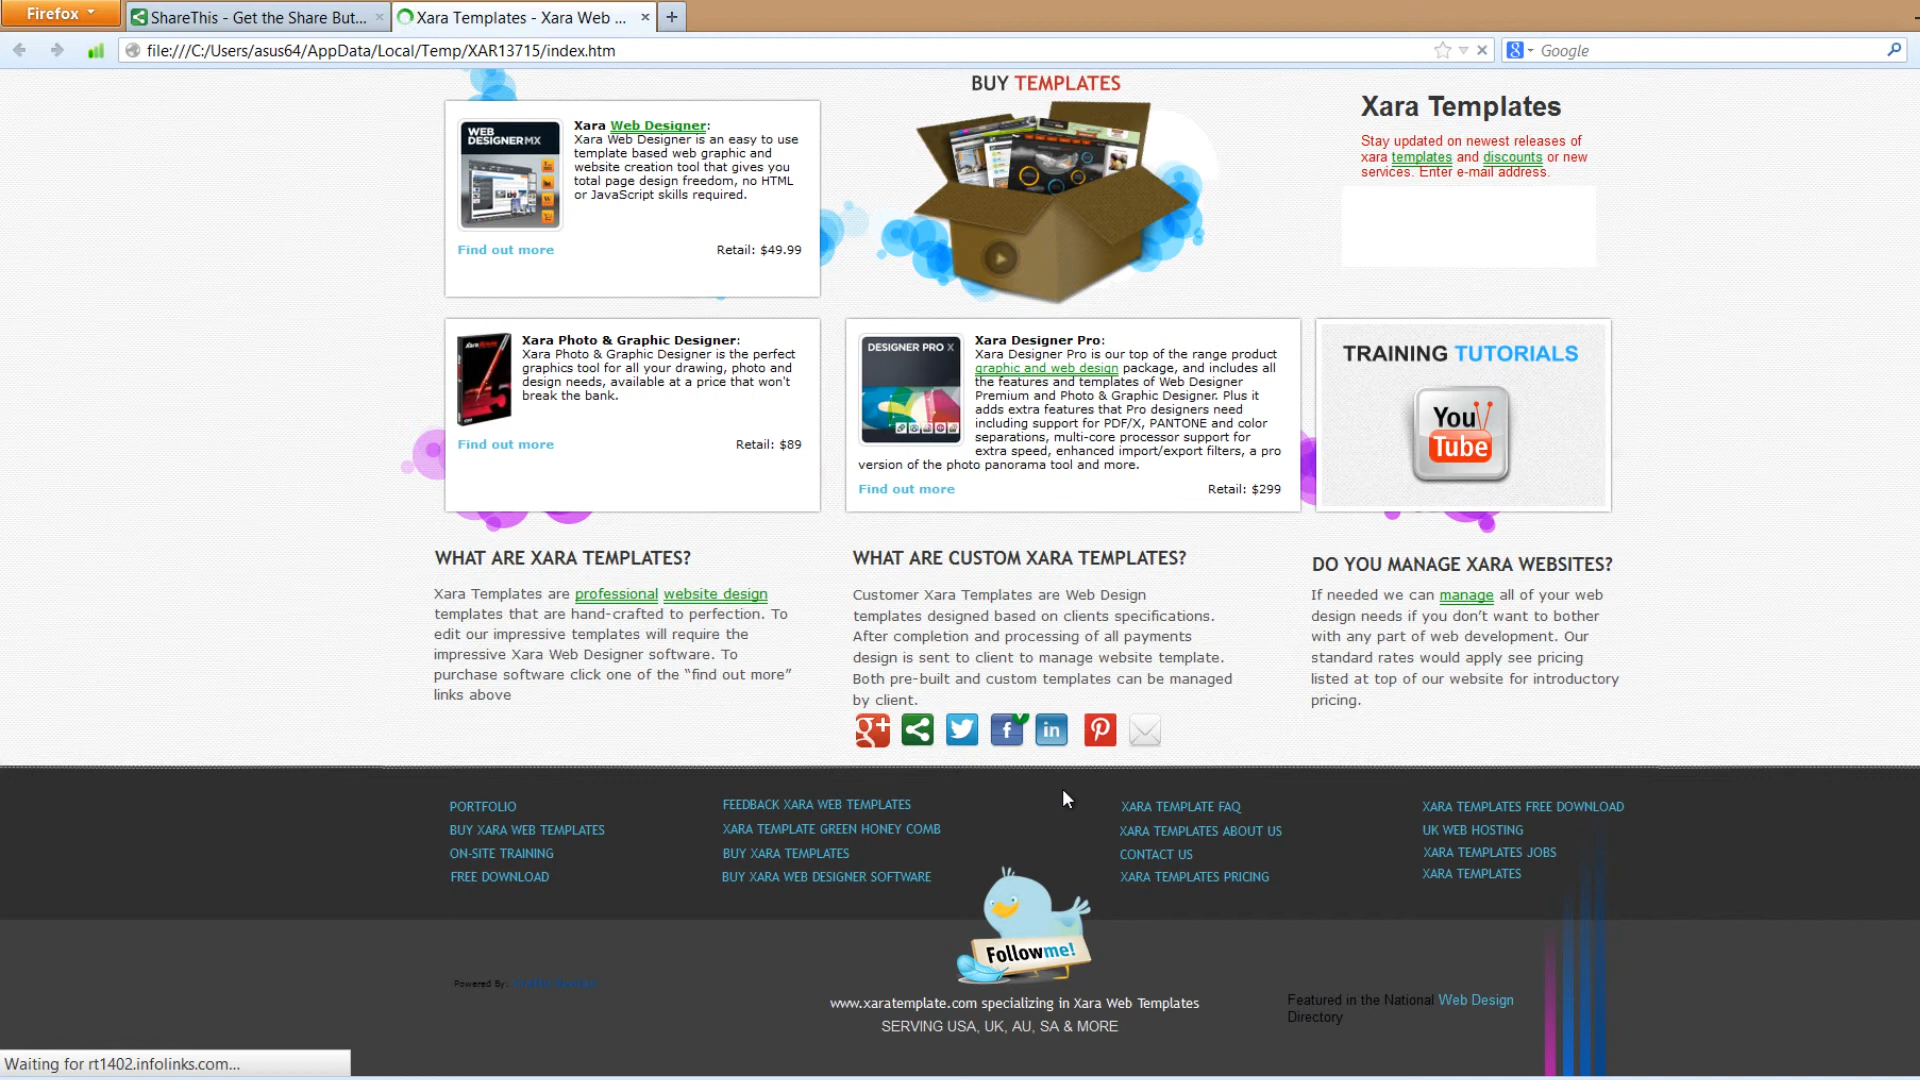 Firefox
ShareThis - Get the Share But...
Xara Templates - Xara Web ...
file:///C:/Users/asus64/AppData/Local/Temp/XAR13715/index.htm
Google
WEB
DESIGNER MX
Xara Web Designer:
Xara Web Designer is an easy to use
template based web graphic and
website creation tool that gives you
total page design freedom, no HTML
or JavaScript skills required.
Find out more
Retail: $49.99
BUY TEMPLATES
Xara Templates
Stay updated on newest releases of
xara templates and discounts or new
services. Enter e-mail address.
Xara Photo & Graphic Designer:
Xara Photo & Graphic Designer is the perfect
graphics tool for all your drawing, photo and
design needs, available at a price that won't
break the bank.
Find out more
Retail: $89
DESIGNER PRO X
Xara Designer Pro:
Xara Designer Pro is our top of the range product
graphic and web design package, and includes all
the features and templates of Web Designer
Premium and Photo & Graphic Designer. Plus it
adds extra features that Pro designers need
including support for PDF/X, PANTONE and color
separations, multi-core processor support for
extra speed, enhanced import/export filters, a pro
version of the photo panorama tool and more.
Find out more
Retail: $299
TRAINING TUTORIALS
You
Tube
WHAT ARE XARA TEMPLATES?
Xara Templates are professional website design
templates that are hand-crafted to perfection. To
edit our impressive templates will require the
impressive Xara Web Designer software. To
purchase software click one of the “find out more”
links above
WHAT ARE CUSTOM XARA TEMPLATES?
Customer Xara Templates are Web Design
templates designed based on clients specifications.
After completion and processing of all payments
design is sent to client to manage website template.
Both pre-built and custom templates can be managed
by client.
g+
f
in
DO YOU MANAGE XARA WEBSITES?
If needed we can manage all of your web
design needs if you don’t want to bother
with any part of web development. Our
standard rates would apply see pricing
listed at top of our website for introductory
pricing.
PORTFOLIO
BUY XARA WEB TEMPLATES
ON-SITE TRAINING
FREE DOWNLOAD
FEEDBACK XARA WEB TEMPLATES
XARA TEMPLATE GREEN HONEY COMB
BUY XARA TEMPLATES
BUY XARA WEB DESIGNER SOFTWARE
XARA TEMPLATE FAQ
XARA TEMPLATES ABOUT US
CONTACT US
XARA TEMPLATES PRICING
XARA TEMPLATES FREE DOWNLOAD
UK WEB HOSTING
XARA TEMPLATES JOBS
XARA TEMPLATES
Followme!
Powered By:
www.xaratemplate.com specializing in Xara Web Templates
SERVING USA, UK, AU, SA & MORE
Featured in the National Web Design
Directory
Waiting for rt1402.infolinks.com...